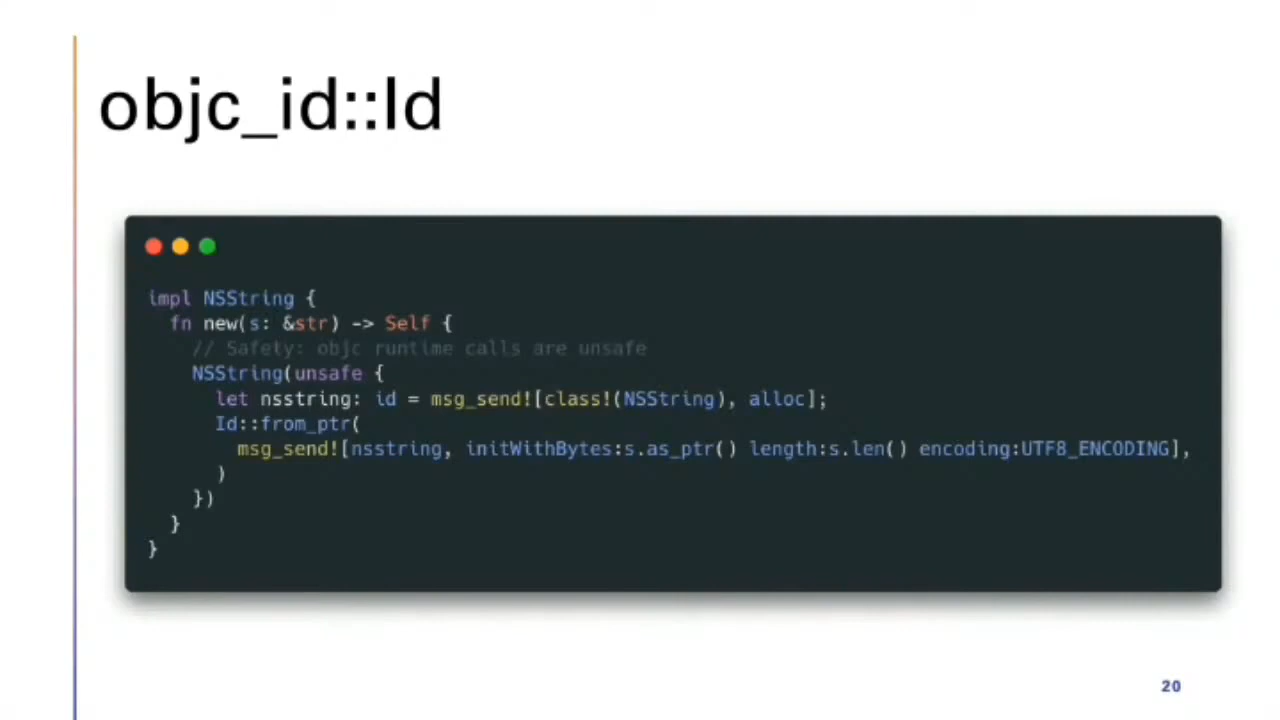 objc_id::Id
impl NSString {
fn new(s: &str) -> Self {
// Safety: objc runtime calls are unsafe
NSString(unsafe {
let nsstring: id = msg_send![class!(NSString), alloc];
Id::from_ptr(
msg_send![nsstring, initWithBytes:s.as_ptr() length:s.len() encoding:UTF8_ENCODING],
)
})
}
}
20